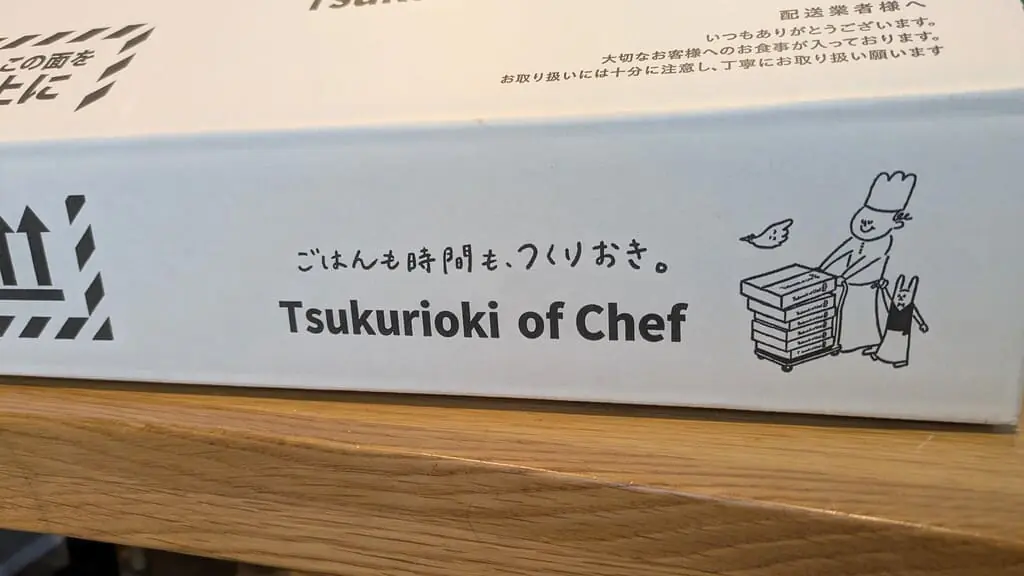 Tsuku
配送業者様へ
いつもありがとうございます。
大切なお客様へのお食事が入っております。
お取り扱いには十分に注意し、丁寧にお取り扱い願います
この面を
上に
ごはんも時間も、つくりおき。
Tsukurioki of Chef